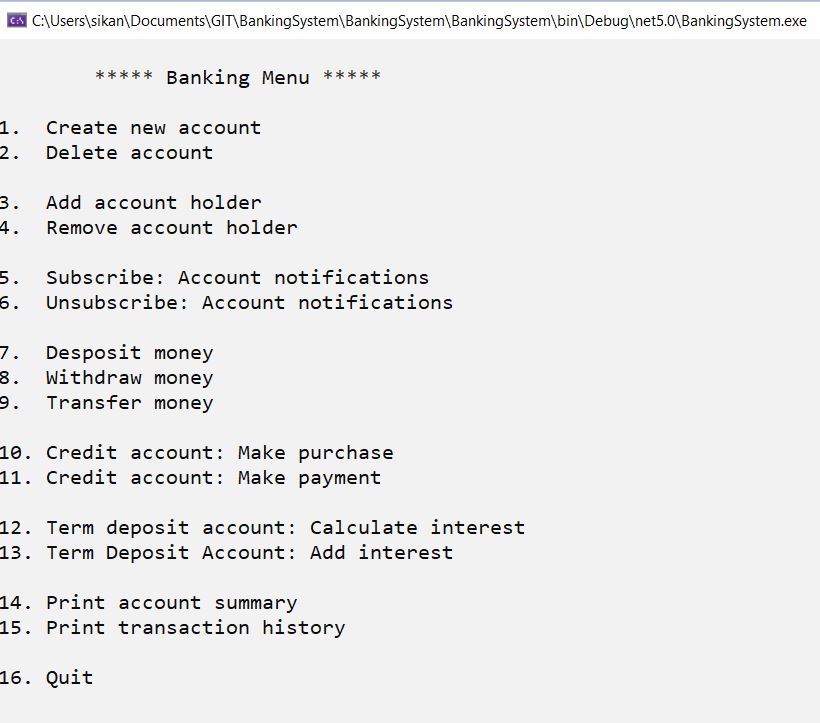 C:\Users\sikan\Documents\GIT\BankingSystem\BankingSystem\BankingSystem\bin\Debug\net5.0\BankingSystem.exe
***** Banking Menu *****
1. Create new account
2. Delete account
3. Add account holder
4. Remove account holder
5. Subscribe: Account notifications
6. Unsubscribe: Account notifications
7. Desposit money
8. Withdraw money
9. Transfer money
10. Credit account: Make purchase
11. Credit account: Make payment
12. Term deposit account: Calculate interest
13. Term Deposit Account: Add interest
14. Print account summary
15. Print transaction history
16. Quit